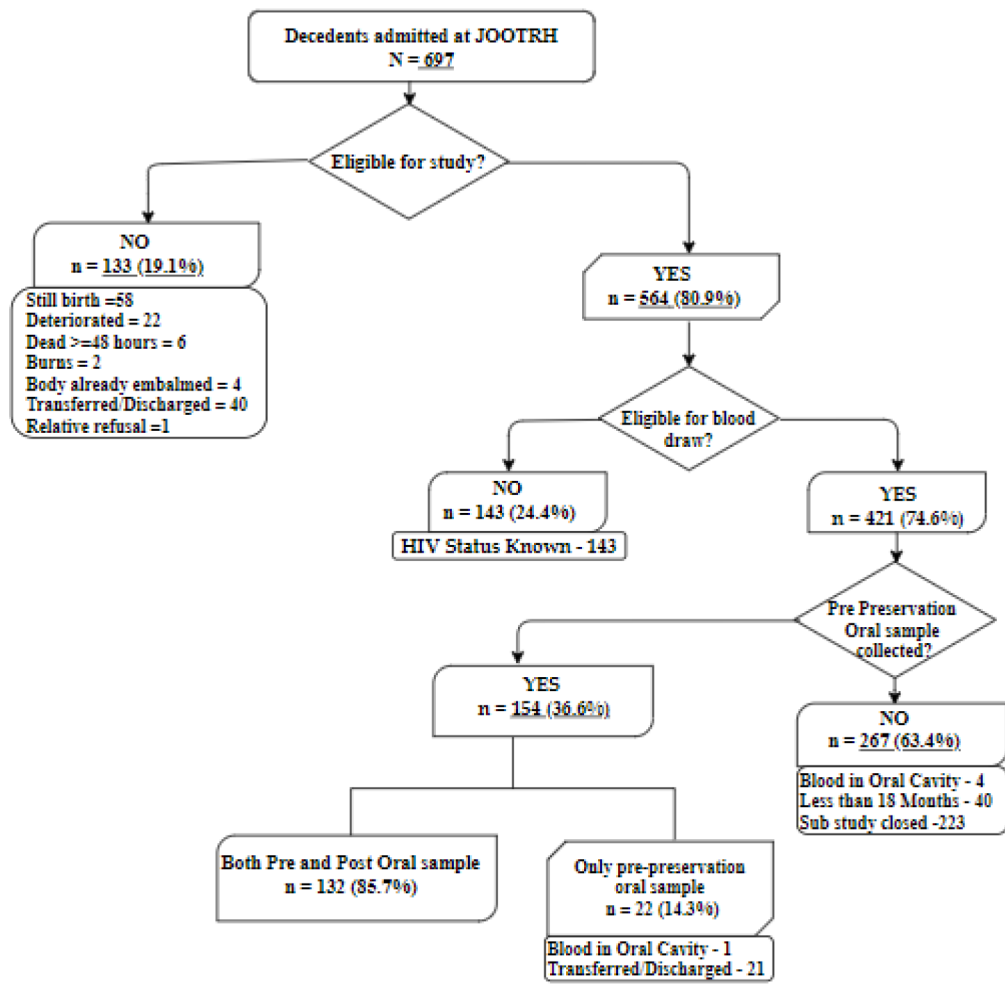 Decedents admitted at JOOTRH
N = 697
Eligible for study?
NO
n = 133 (19.1%)
Still birth =58
Deteriorated = 22
Dead >=48 hours = 6
Burns = 2
Body already embalmed = 4
Transferred/Discharged = 40
Relative refusal =1
YES
n = 564 (80.9%)
Eligible for blood
draw?
NO
n = 143 (24.4%)
HIV Status Known - 143
YES
n = 421 (74.6%)
Pre Preservation
Oral sample
collected?
YES
n = 154 (36.6%)
NO
n = 267 (63.4%)
Blood in Oral Cavity - 4
Less than 18 Months - 40
Sub study closed -223
Both Pre and Post Oral sample
n = 132 (85.7%)
Only pre-preservation
oral sample
n = 22 (14.3%)
Blood in Oral Cavity - 1
Transferred/Discharged - 21